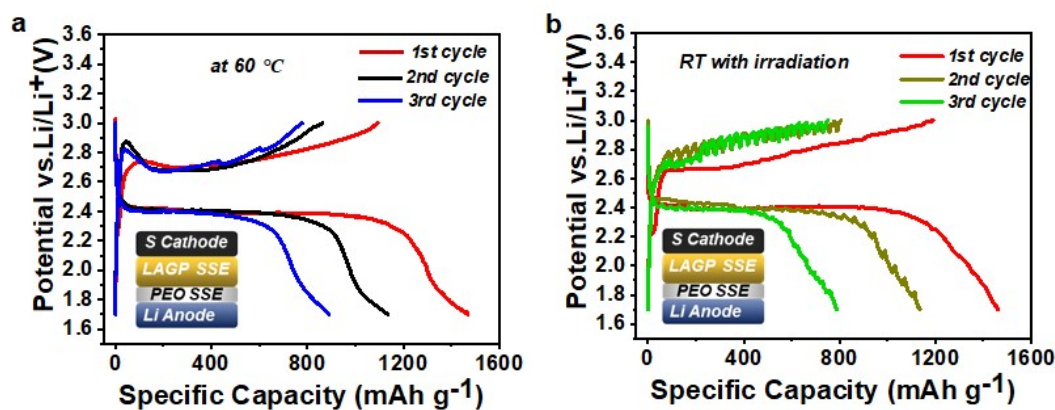 a
3.6
3.4
3.2
3.0
2.8
2.6
2.4
2.2
2.0
1.8
1.6
Potential vs.Li/Li+(V)
at 60 °C
1st cycle
2nd cycle
3rd cycle
S Cathode
LAGP SSE
PEO SSE
Li Anode
0 400 800 1200 1600
Specific Capacity (mAh g-1)
b
3.6
3.4
3.2
3.0
2.8
2.6
2.4
2.2
2.0
1.8
1.6
Potential vs.Li/Li+(V)
RT with irradiation
1st cycle
2nd cycle
3rd cycle
S Cathode
LAGP SSE
PEO SSE
Li Anode
0 400 800 1200 1600
Specific Capacity (mAh g-1)